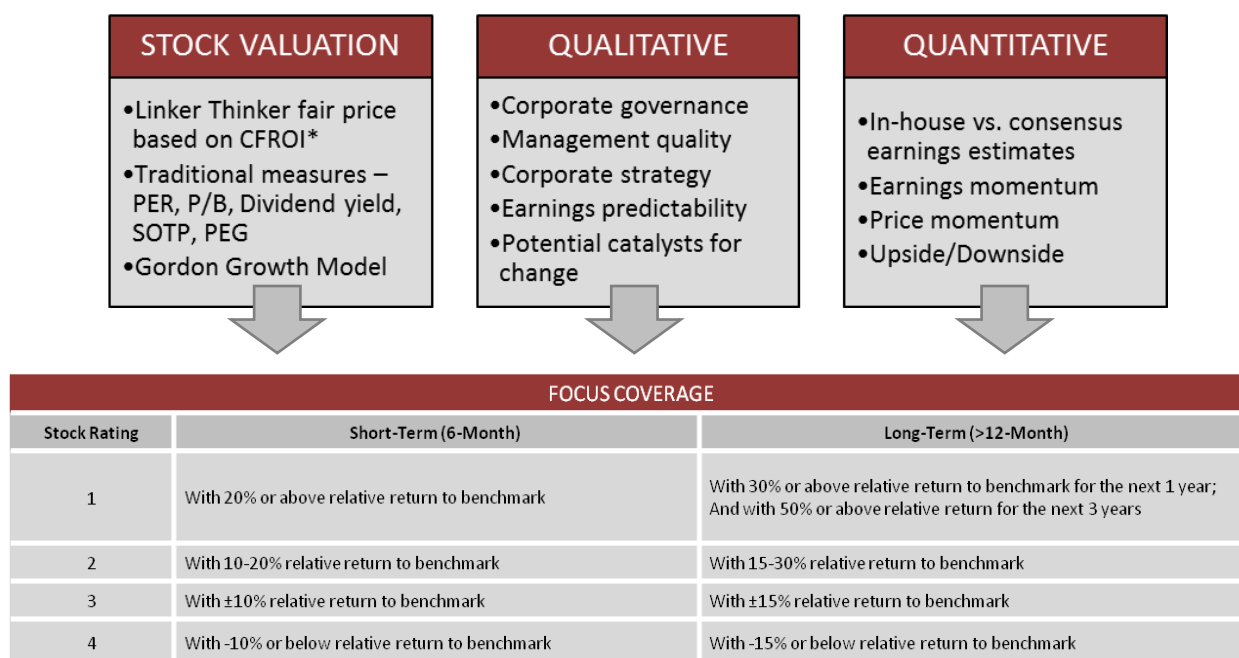 STOCK VALUATION
•Linker Thinker fair price
based on CFROI*
•Traditional measures –
PER, P/B, Dividend yield,
SOTP, PEG
•Gordon Growth Model
QUALITATIVE
•Corporate governance
•Management quality
•Corporate strategy
•Earnings predictability
•Potential catalysts for
change
QUANTITATIVE
•In-house vs. consensus
earnings estimates
•Earnings momentum
•Price momentum
•Upside/Downside
FOCUS COVERAGE
Stock Rating Short-Term (6-Month) Long-Term (>12-Month)
1 With 20% or above relative return to benchmark With 30% or above relative return to benchmark for the next 1 year;
And with 50% or above relative return for the next 3 years
2 With 10-20% relative return to benchmark With 15-30% relative return to benchmark
3 With ±10% relative return to benchmark With ±15% relative return to benchmark
4 With -10% or below relative return to benchmark With -15% or below relative return to benchmark